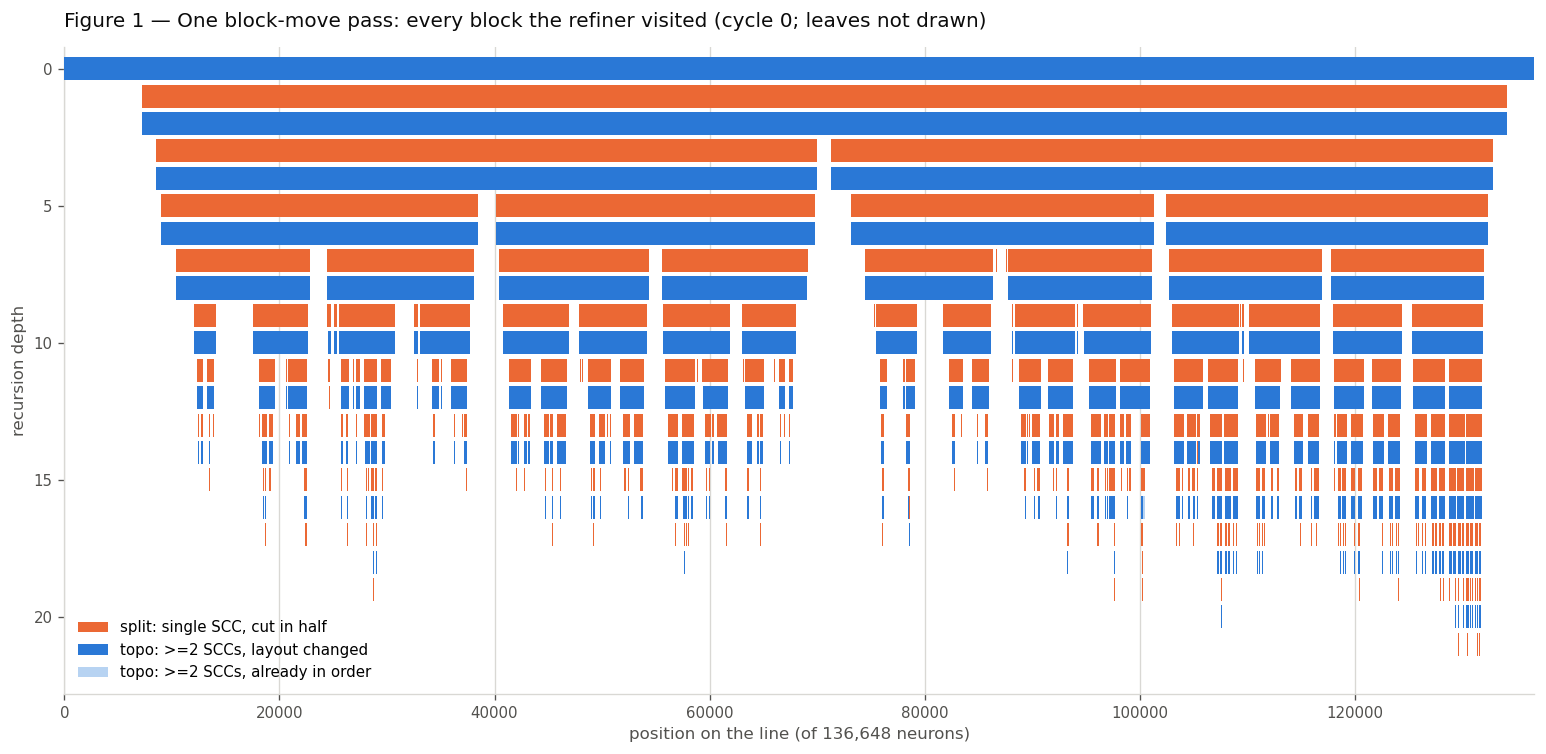 Figure 1 — One block-move pass: every block the refiner visited (cycle 0; leaves not drawn)
0
5
10
15
20
recursion depth
split: single SCC, cut in half
topo: >=2 SCCs, layout changed
topo: >=2 SCCs, already in order
0
20000
40000
60000
80000
100000
120000
position on the line (of 136,648 neurons)